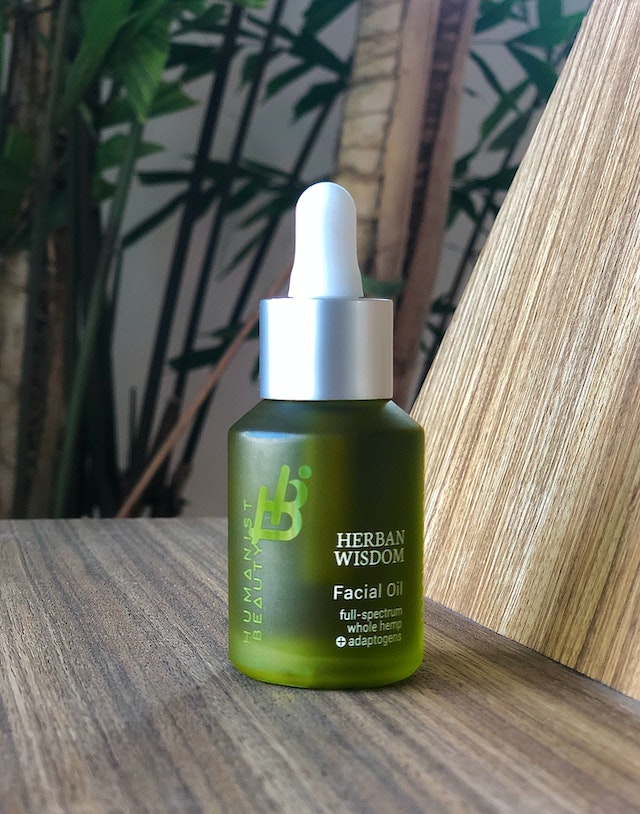 HUMANIST
BEAUTY
HB
HERBAN
WISDOM
Facial Oil
full-spectrum
whole hemp
+ adaptogens